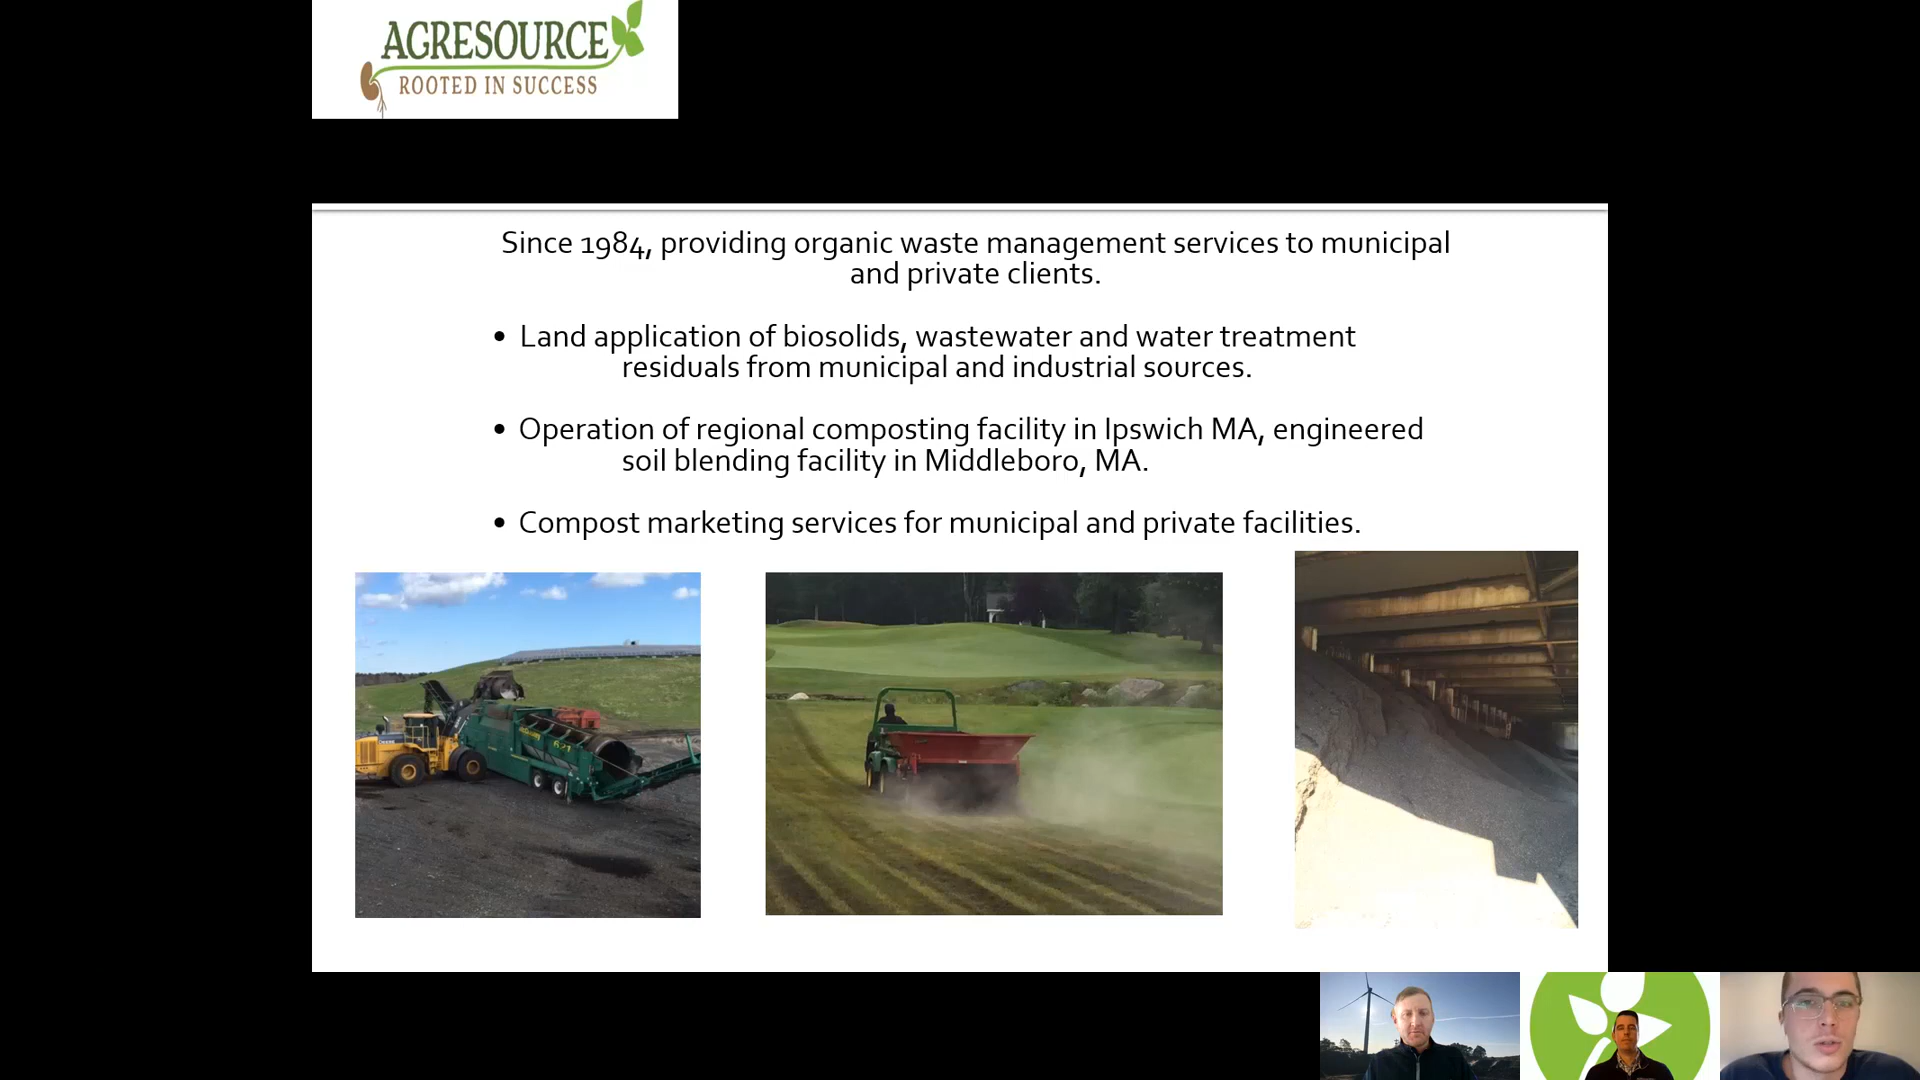 AGRESOURCE
ROOTED IN SUCCESS
Since 1984, providing organic waste management services to municipal
and private clients.
• Land application of biosolids, wastewater and water treatment
residuals from municipal and industrial sources.
• Operation of regional composting facility in Ipswich MA, engineered
soil blending facility in Middleboro, MA.
• Compost marketing services for municipal and private facilities.
621